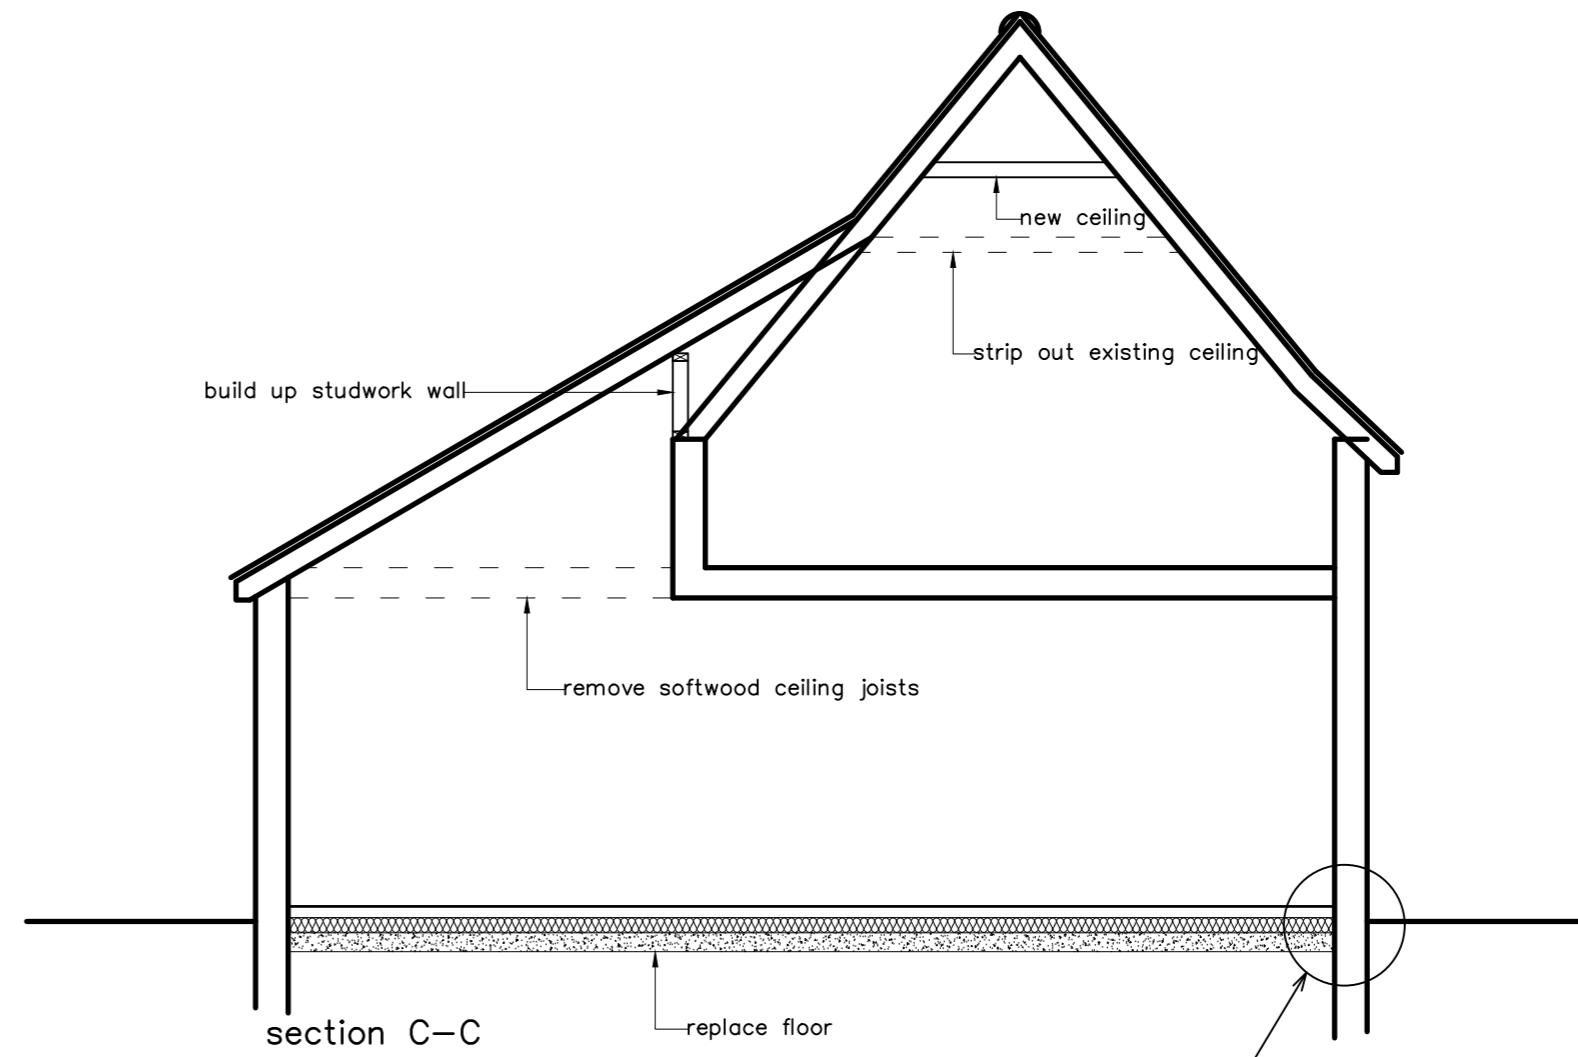 new ceiling
strip out existing ceiling
build up studwork wall
remove softwood ceiling joists
replace floor
section C-C